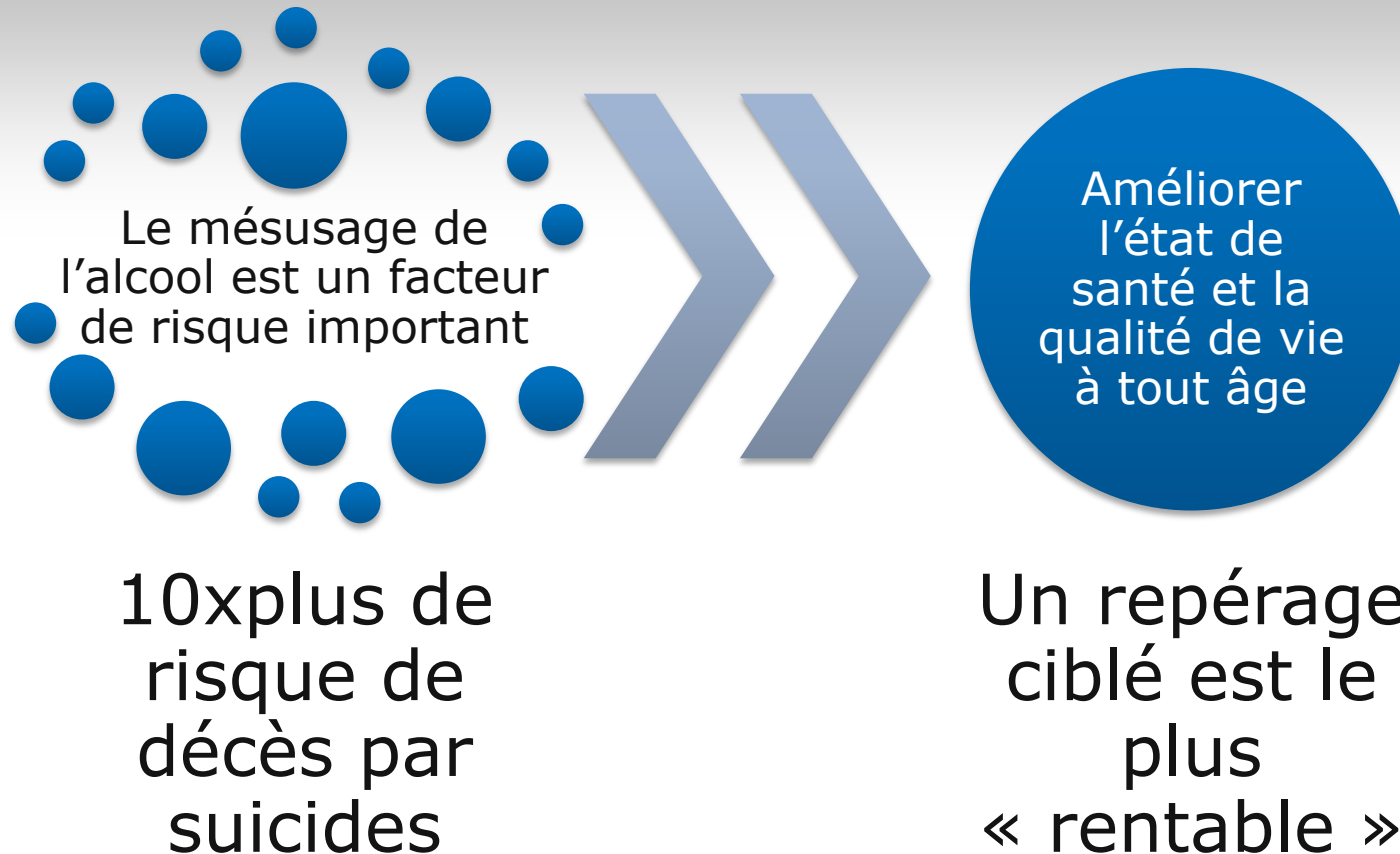 Le mésusage de
l’alcool est un facteur
de risque important
10xplus de
risque de
décès par
suicides
Améliorer
l’état de
santé et la
qualité de vie
à tout âge
Un repérage
ciblé est le
plus
« rentable »